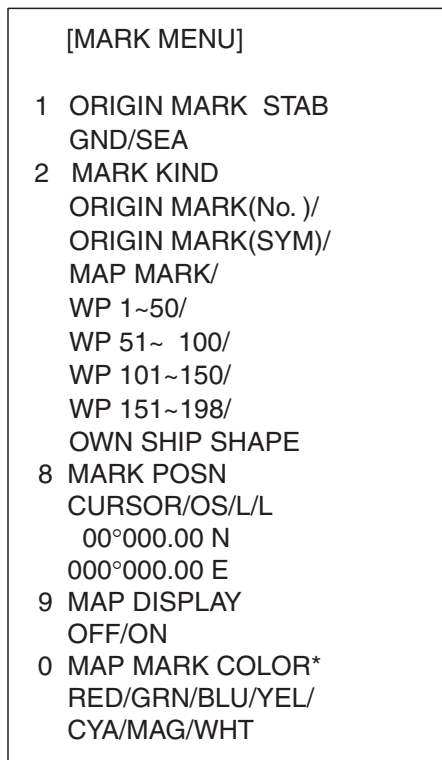 [MARK MENU]
1 ORIGIN MARK STAB
GND/SEA
2 MARK KIND
ORIGIN MARK(No. )/
ORIGIN MARK(SYM)/
MAP MARK/
WP 1~50/
WP 51~ 100/
WP 101~150/
WP 151~198/
OWN SHIP SHAPE
8 MARK POSN
CURSOR/OS/L/L
00°000.00 N
000°000.00 E
9 MAP DISPLAY
OFF/ON
0 MAP MARK COLOR*
RED/GRN/BLU/YEL/
CYA/MAG/WHT